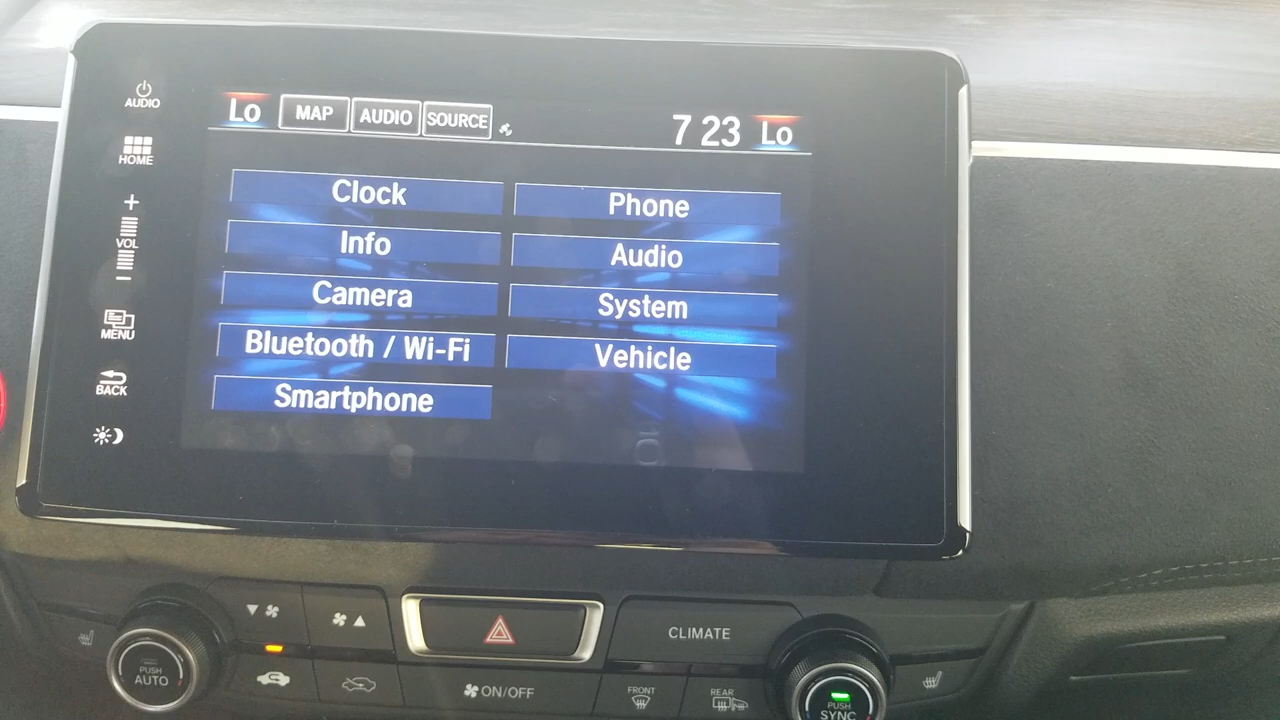 AUDIO
HOME
+
VOL
−
MENU
BACK
Lo MAP AUDIO SOURCE 7 23 Lo
Clock Phone
Info Audio
Camera System
Bluetooth / Wi-Fi Vehicle
Smartphone
CLIMATE
PUSH
AUTO
ON/OFF
FRONT
REAR
PUSH
SYNC